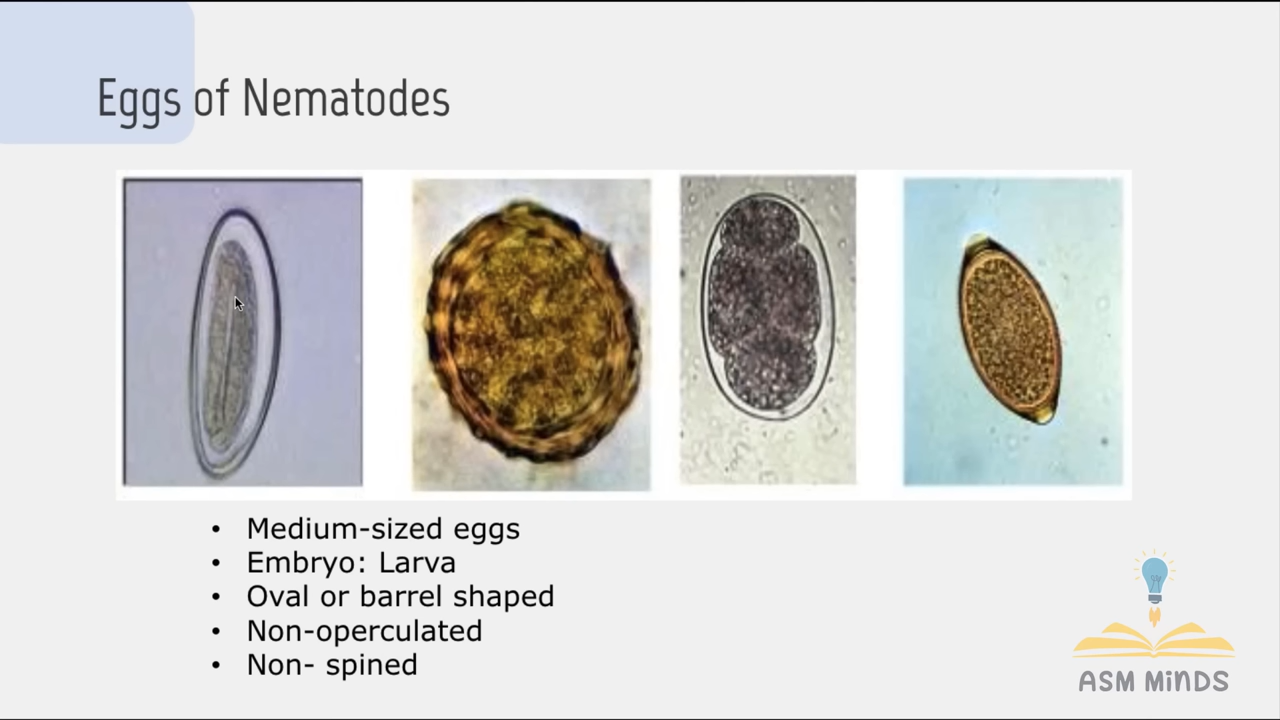 Eggs of Nematodes
• Medium-sized eggs
• Embryo: Larva
• Oval or barrel shaped
• Non-operculated
• Non- spined
ASM MiNDS